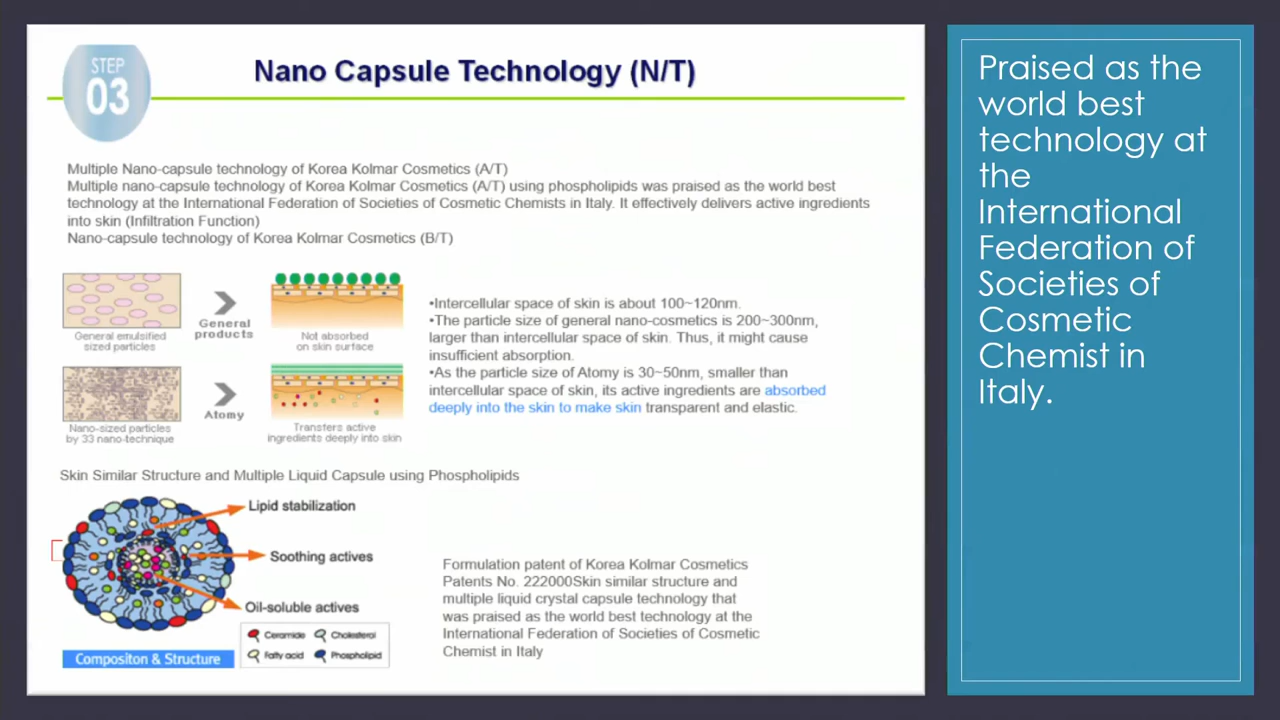 STEP
03
Nano Capsule Technology (N/T)
Multiple Nano-capsule technology of Korea Kolmar Cosmetics (A/T)
Multiple nano-capsule technology of Korea Kolmar Cosmetics (A/T) using phospholipids was praised as the world best
technology at the International Federation of Societies of Cosmetic Chemists in Italy. It effectively delivers active ingredients
into skin (Infiltration Function)
Nano-capsule technology of Korea Kolmar Cosmetics (B/T)
General emulsified
sized particles
General
products
Not absorbed
on skin surface
Nano-sized particles
by 33 nano-technique
Atomy
Transfers active
ingredients deeply into skin
•Intercellular space of skin is about 100~120nm.
•The particle size of general nano-cosmetics is 200~300nm,
larger than intercellular space of skin. Thus, it might cause
insufficient absorption.
•As the particle size of Atomy is 30~50nm, smaller than
intercellular space of skin, its active ingredients are absorbed
deeply into the skin to make skin transparent and elastic.
Skin Similar Structure and Multiple Liquid Capsule using Phospholipids
Lipid stabilization
Soothing actives
Oil-soluble actives
Ceramide
Cholesterol
Fatty acid
Phospholipid
Compositon & Structure
Formulation patent of Korea Kolmar Cosmetics
Patents No. 222000Skin similar structure and
multiple liquid crystal capsule technology that
was praised as the world best technology at the
International Federation of Societies of Cosmetic
Chemist in Italy
Praised as the
world best
technology at
the
International
Federation of
Societies of
Cosmetic
Chemist in
Italy.